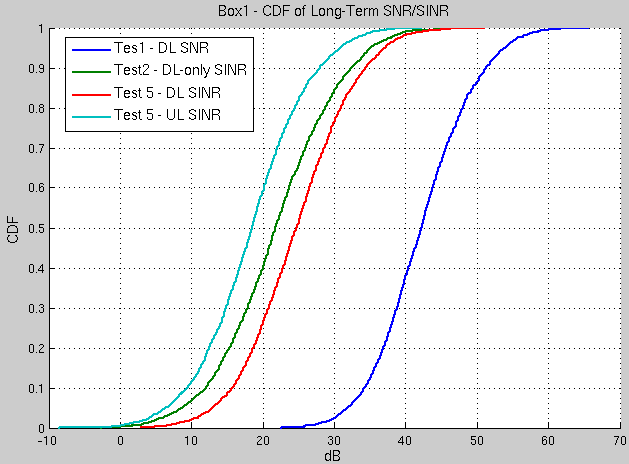 Box1 - CDF of Long-Term SNR/SINR
Tes1 - DL SNR
Test2 - DL-only SINR
Test 5 - DL SINR
Test 5 - UL SINR
1
0.9
0.8
0.7
0.6
0.5
0.4
0.3
0.2
0.1
0
CDF
-10 0 10 20 30 40 50 60 70
dB